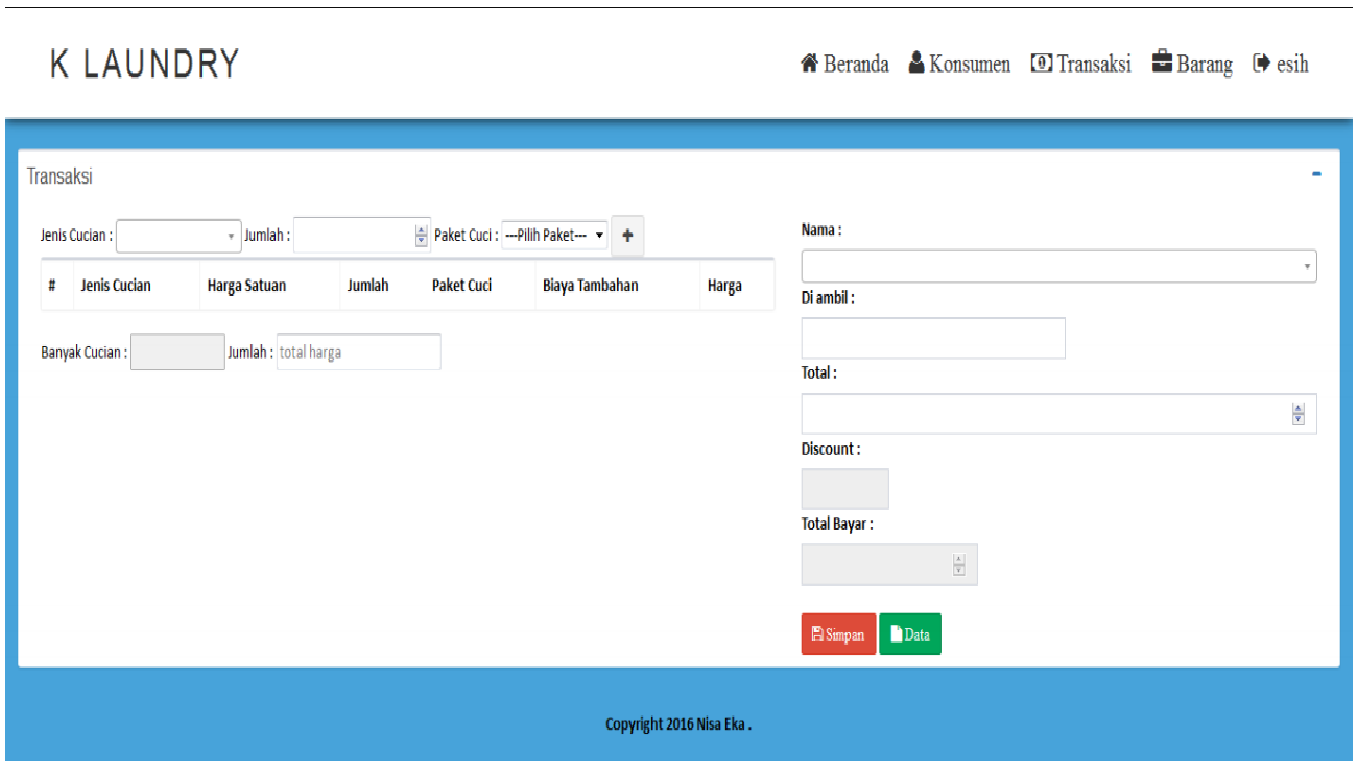 K LAUNDRY
Beranda Konsumen Transaksi Barang esih
Transaksi
Jenis Cucian : Jumlah : Paket Cuci : ---Pilih Paket---
# Jenis Cucian Harga Satuan Jumlah Paket Cuci Biaya Tambahan Harga
Banyak Cucian : Jumlah : total harga
Nama :
Di ambil :
Total :
Discount :
Total Bayar :
Simpan Data
Copyright 2016 Nisa Eka .